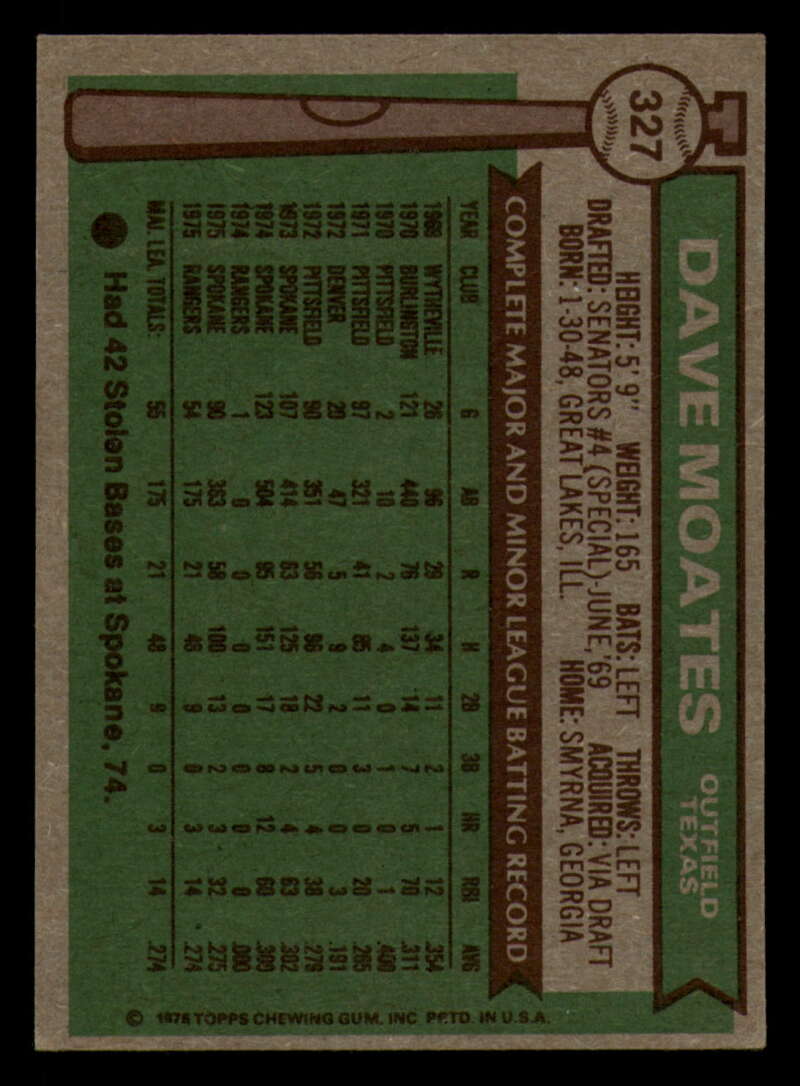 327
DAVE MOATES
OUTFIELD
TEXAS
HEIGHT: 5' 9" WEIGHT: 165 BATS: LEFT THROWS: LEFT
DRAFTED: SENATORS #4 (SPECIAL)-JUNE, '69 ACQUIRED: VIA DRAFT
BORN: 1-30-48, GREAT LAKES, ILL. HOME: SMYRNA, GEORGIA
COMPLETE MAJOR AND MINOR LEAGUE BATTING RECORD
YEAR CLUB G AB R H 2B 3B HR RBI AVG
1969 WYTHEVILLE 26 96 29 34 11 2 1 12 .354
1970 BURLINGTON 121 440 76 137 14 7 5 70 .311
1970 PITTSFIELD 2 10 2 4 0 1 0 1 .400
1971 PITTSFIELD 97 321 41 85 11 3 0 20 .265
1972 DENVER 20 47 5 9 2 0 0 3 .191
1972 PITTSFIELD 90 351 56 96 22 5 4 38 .279
1973 SPOKANE 107 414 63 125 18 2 4 63 .302
1974 SPOKANE 123 504 95 151 17 8 12 60 .300
1974 RANGERS 1 0 0 0 0 0 0 0 .000
1975 SPOKANE 90 363 58 100 13 2 3 32 .275
1975 RANGERS 54 175 21 48 9 0 3 14 .274
MAJ. LEA. TOTALS: 55 175 21 48 9 0 3 14 .274
Had 42 Stolen Bases at Spokane, 74.
© 1976 TOPPS CHEWING GUM, INC PRTD. IN U.S.A.